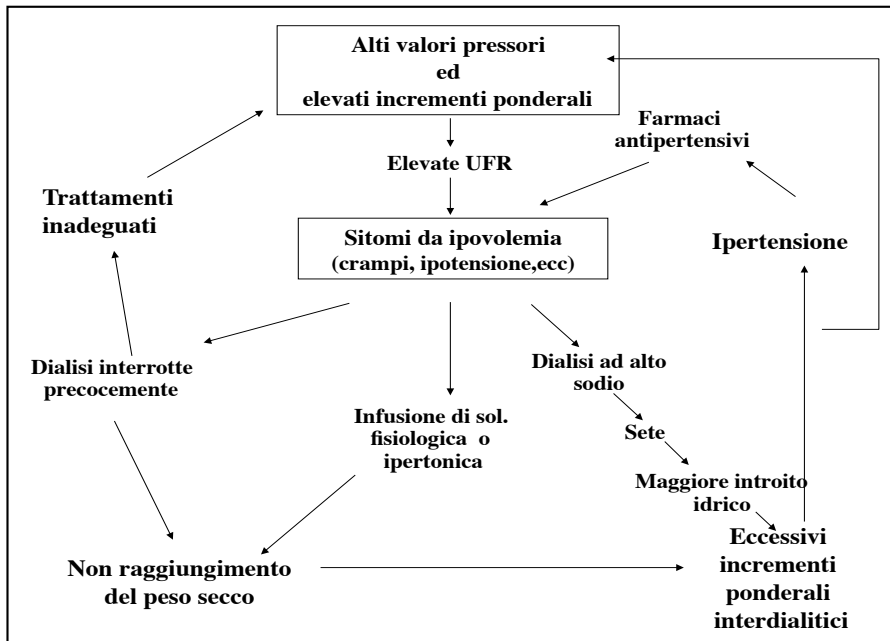 Alti valori pressori
ed
elevati incrementi ponderali
Farmaci
antipertensivi
Elevate UFR
Trattamenti
inadeguati
Sitomi da ipovolemia
(crampi, ipotensione,ecc)
Ipertensione
Dialisi interrotte
precocemente
Dialisi ad alto
sodio
Infusione di sol.
fisiologica o
ipertonica
Sete
Maggiore introito
idrico
Non raggiungimento
del peso secco
Eccessivi
incrementi
ponderali
interdialitici